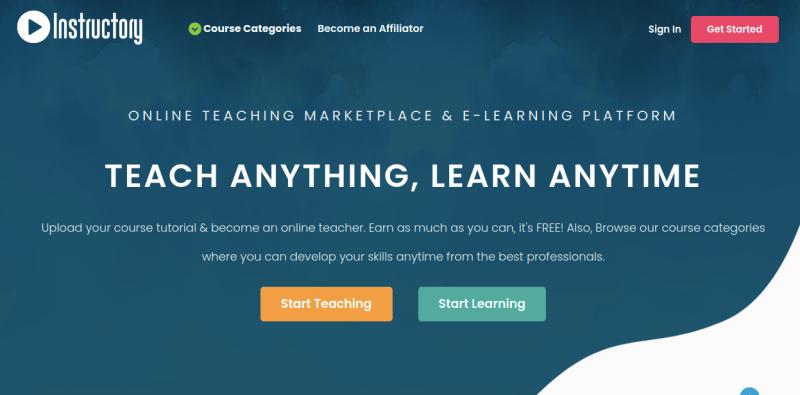 Instructory
Course Categories
Become an Affiliator
Sign In
Get Started
ONLINE TEACHING MARKETPLACE & E-LEARNING PLATFORM
TEACH ANYTHING, LEARN ANYTIME
Upload your course tutorial & become an online teacher. Earn as much as you can, it's FREE! Also, Browse our course categories
where you can develop your skills anytime from the best professionals.
Start Teaching
Start Learning